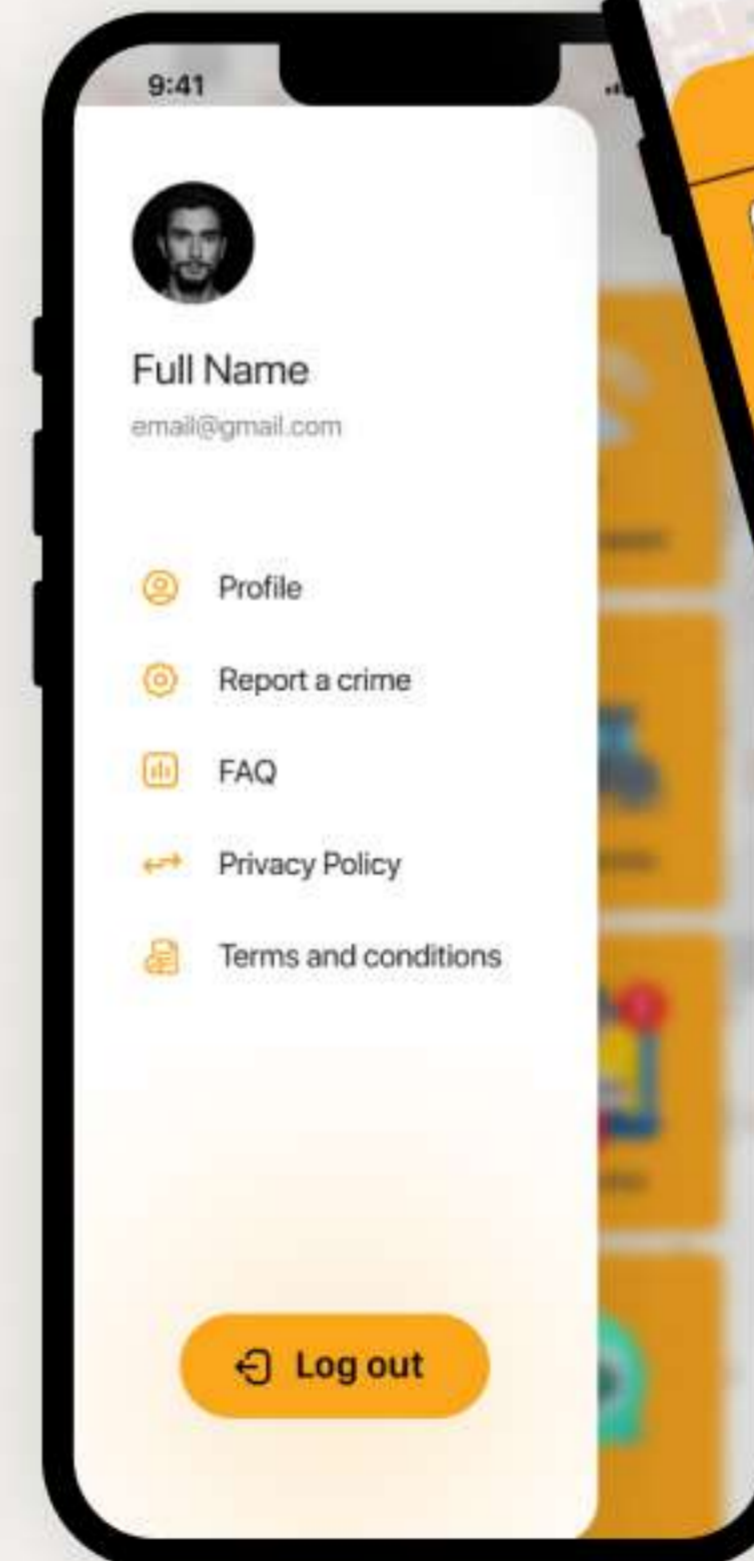 9:41
Full Name
email@gmail.com
Profile
Report a crime
FAQ
Privacy Policy
Terms and conditions
Log out